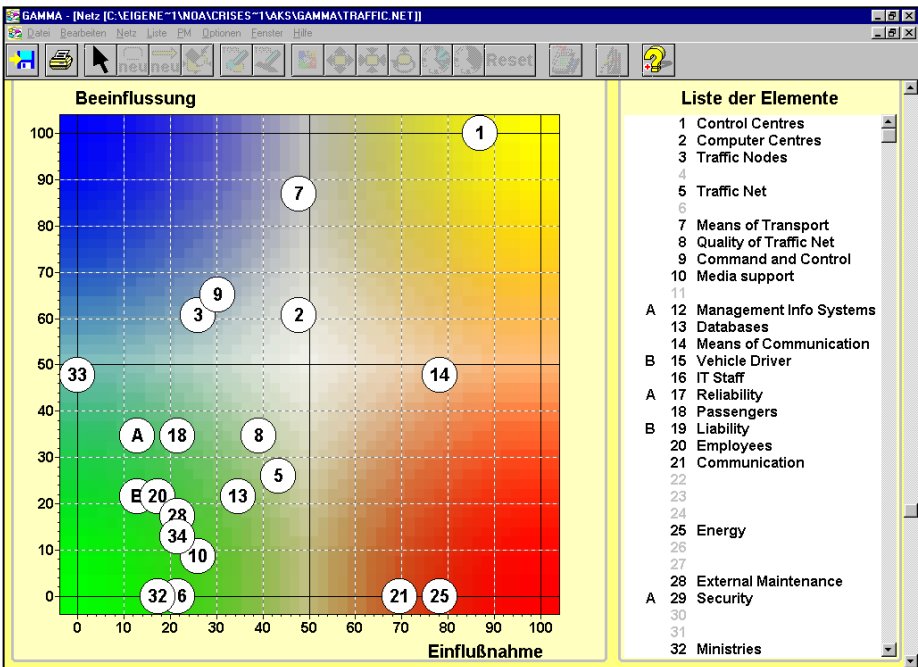 GAMMA - [Netz [C:\EIGENE~1\NOA\CRISES~1\AKS\GAMMA\TRAFFIC.NET]]
Datei Bearbeiten Netz Liste PM Optionen Fenster Hilfe
neu neu Reset ?
Beeinflussung
100
90
80
70
60
50
40
30
20
10
0
1
7
9
3
2
33
14
A
18
8
5
B
20
13
28
34
10
32
6
21
25
0 10 20 30 40 50 60 70 80 90 100
Einflußnahme
Liste der Elemente
1 Control Centres
2 Computer Centres
3 Traffic Nodes
4
5 Traffic Net
6
7 Means of Transport
8 Quality of Traffic Net
9 Command and Control
10 Media support
11
A 12 Management Info Systems
13 Databases
14 Means of Communication
B 15 Vehicle Driver
16 IT Staff
A 17 Reliability
18 Passengers
B 19 Liability
20 Employees
21 Communication
22
23
24
25 Energy
26
27
28 External Maintenance
A 29 Security
30
31
32 Ministries